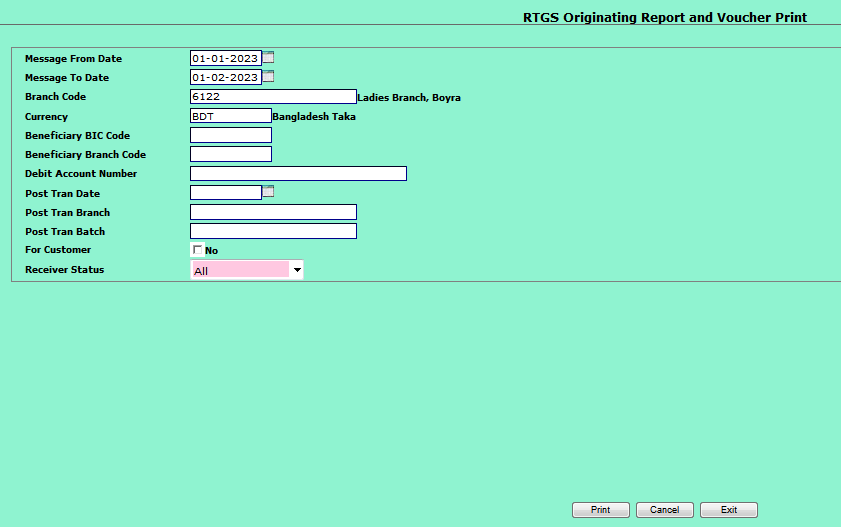 RTGS Originating Report and Voucher Print
Message From Date 01-01-2023
Message To Date 01-02-2023
Branch Code 6122 Ladies Branch, Boyra
Currency BDT Bangladesh Taka
Beneficiary BIC Code
Beneficiary Branch Code
Debit Account Number
Post Tran Date
Post Tran Branch
Post Tran Batch
For Customer No
Receiver Status All
Print Cancel Exit